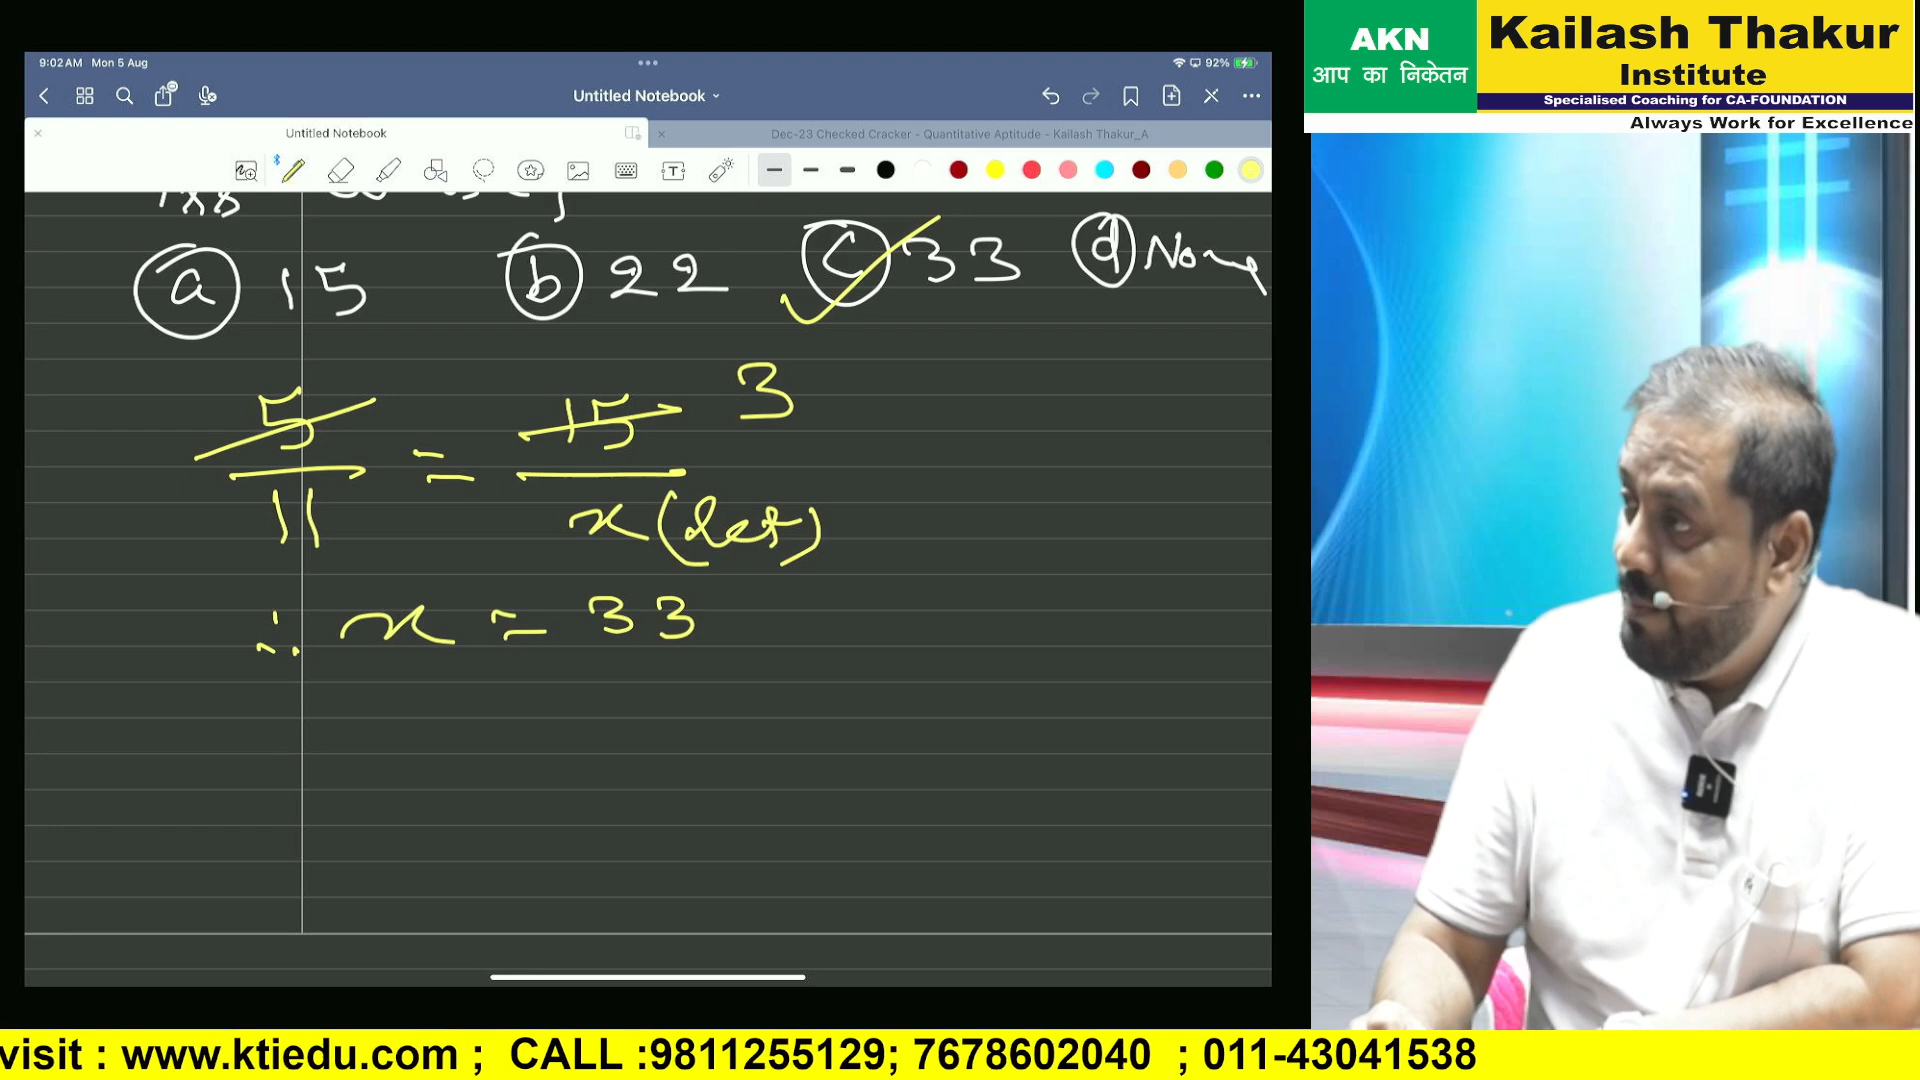 AKN
आप का निकेतन
Kailash Thakur
Institute
Specialised Coaching for CA-FOUNDATION
Always Work for Excellence
9:02 AM Mon 5 Aug
92%
Untitled Notebook
Untitled Notebook
Dec-23 Checked Cracker - Quantitative Aptitude - Kailash Thakur_A
(a) 15 (b) 22 (c) 33 (d) None
5/11 = 15/x (let) 3
∴ x = 33
visit : www.ktiedu.com ; CALL :9811255129; 7678602040 ; 011-43041538